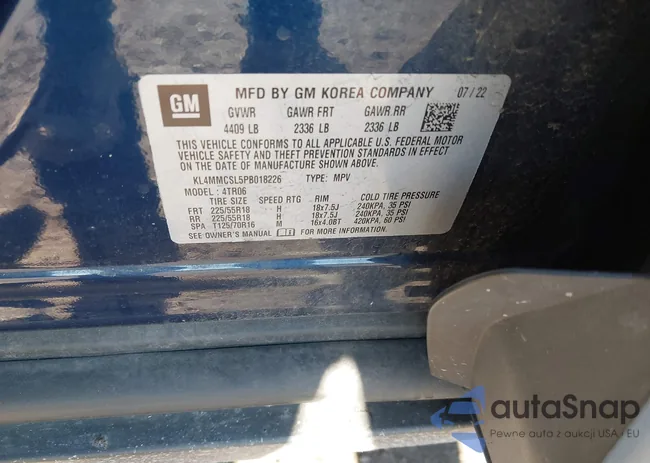 GM
MFD BY GM KOREA COMPANY 07/22
GVWR GAWR FRT GAWR RR
4409 LB 2336 LB 2336 LB
THIS VEHICLE CONFORMS TO ALL APPLICABLE U.S. FEDERAL MOTOR
VEHICLE SAFETY AND THEFT PREVENTION STANDARDS IN EFFECT
ON THE DATE OF MANUFACTURE SHOWN ABOVE.
KL4MMCSL5PB018226 TYPE: MPV
MODEL: 4TR06
TIRE SIZE SPEED RTG RIM COLD TIRE PRESSURE
FRT 225/55R18 H 18x7.5J 240KPA, 35 PSI
RR 225/55R18 H 18x7.5J 240KPA, 35 PSI
SPA T125/70R16 M 16x4.0BT 420KPA, 60 PSI
SEE OWNER'S MANUAL FOR MORE INFORMATION.
autoSnap
Pewne auta z aukcji USA - EU